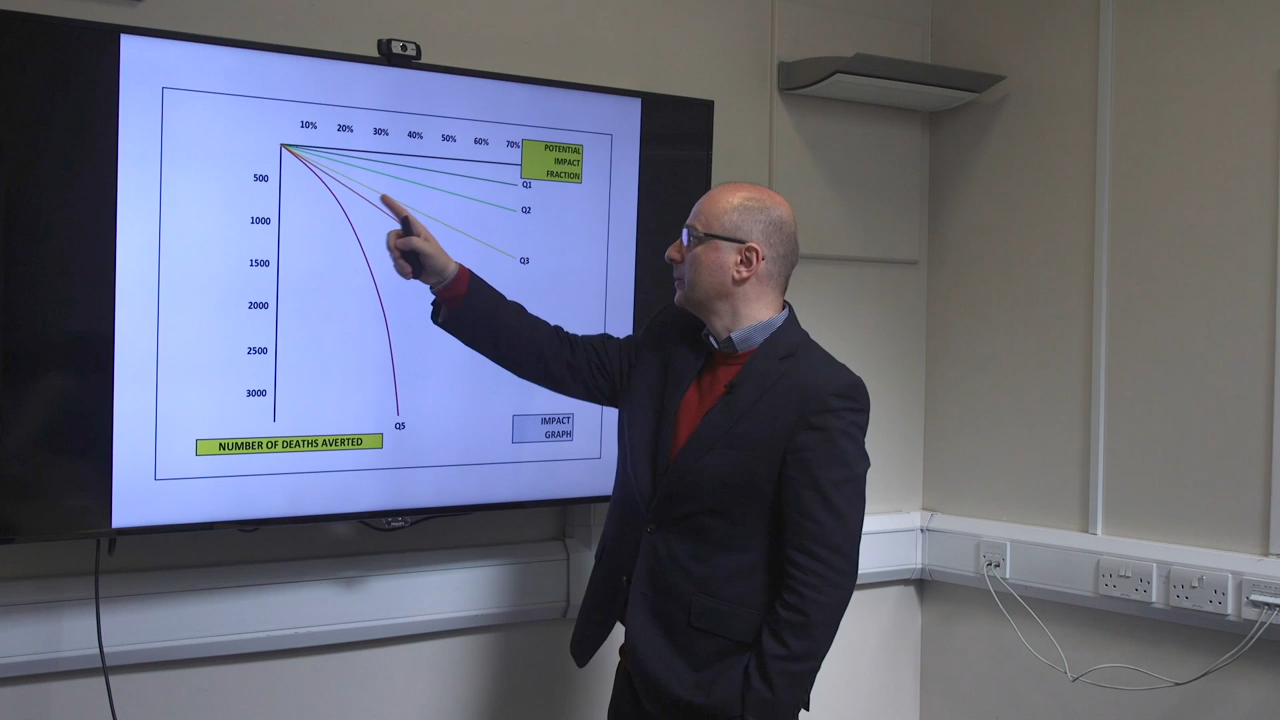 10% 20% 30% 40% 50% 60% 70%
POTENTIAL
IMPACT
FRACTION
500
Q1
Q2
1000
Q3
1500
2000
2500
3000
Q5
IMPACT
GRAPH
NUMBER OF DEATHS AVERTED
PHILIPS